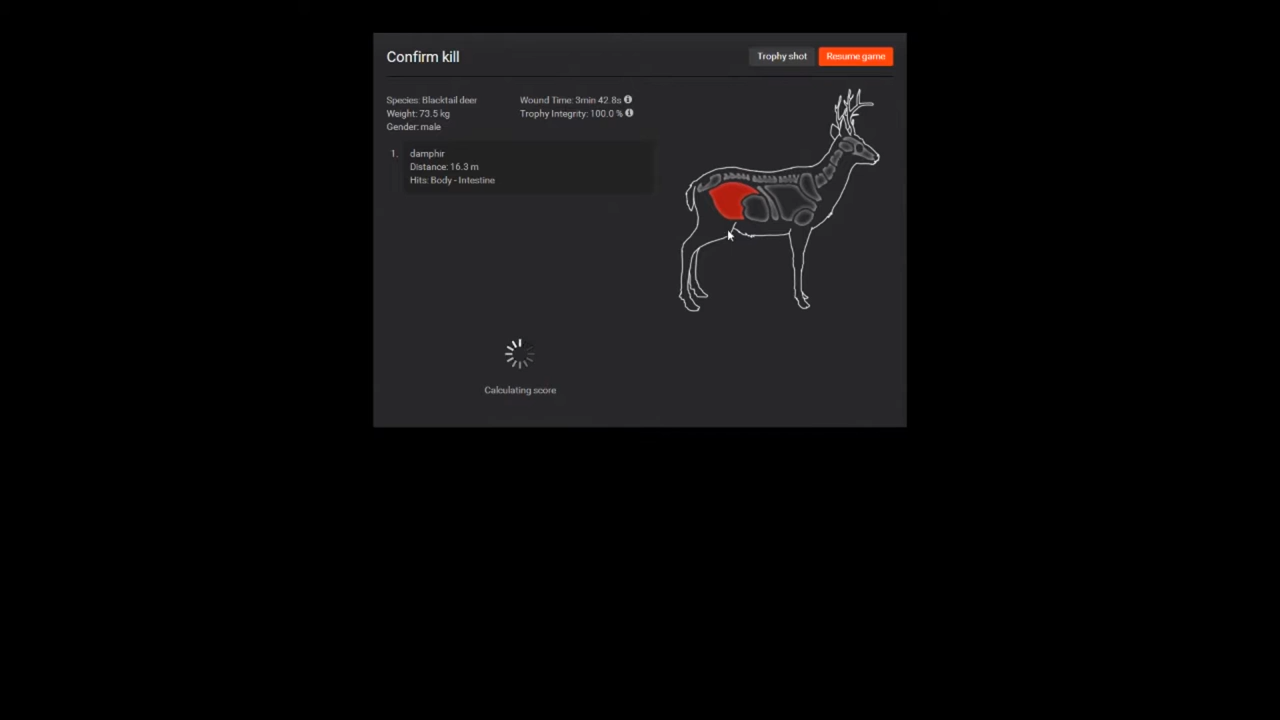 Confirm kill
Trophy shot
Resume game
Species: Blacktail deer
Weight: 73.5 kg
Gender: male
Wound Time: 3min 42.8s
Trophy Integrity: 100.0 %
1. damphir
Distance: 16.3 m
Hits: Body - Intestine
Calculating score